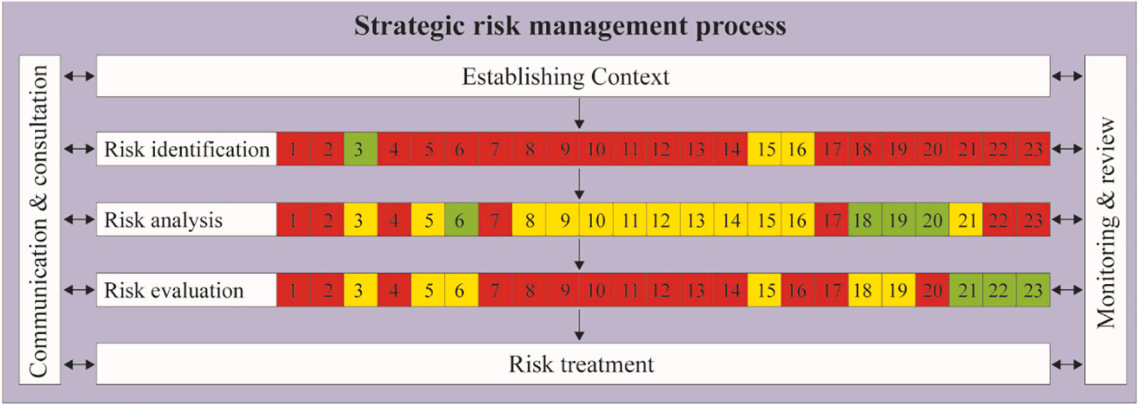 Strategic risk management process
Communication & consultation
Establishing Context
Risk identification 1 2 3 4 5 6 7 8 9 10 11 12 13 14 15 16 17 18 19 20 21 22 23
Risk analysis 1 2 3 4 5 6 7 8 9 10 11 12 13 14 15 16 17 18 19 20 21 22 23
Risk evaluation 1 2 3 4 5 6 7 8 9 10 11 12 13 14 15 16 17 18 19 20 21 22 23
Risk treatment
Monitoring & review